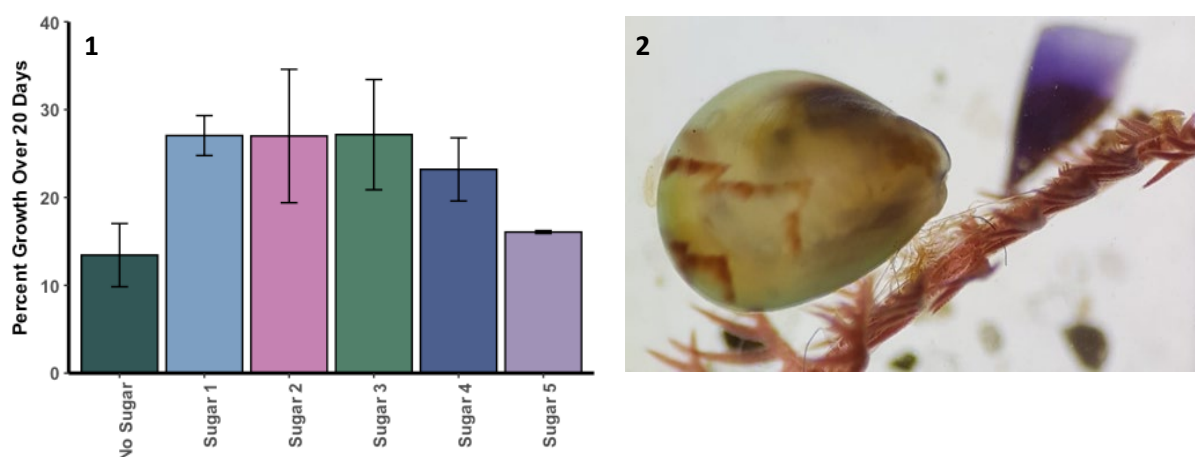 1
Percent Growth Over 20 Days
40
30
20
10
0
No Sugar
Sugar 1
Sugar 2
Sugar 3
Sugar 4
Sugar 5
2